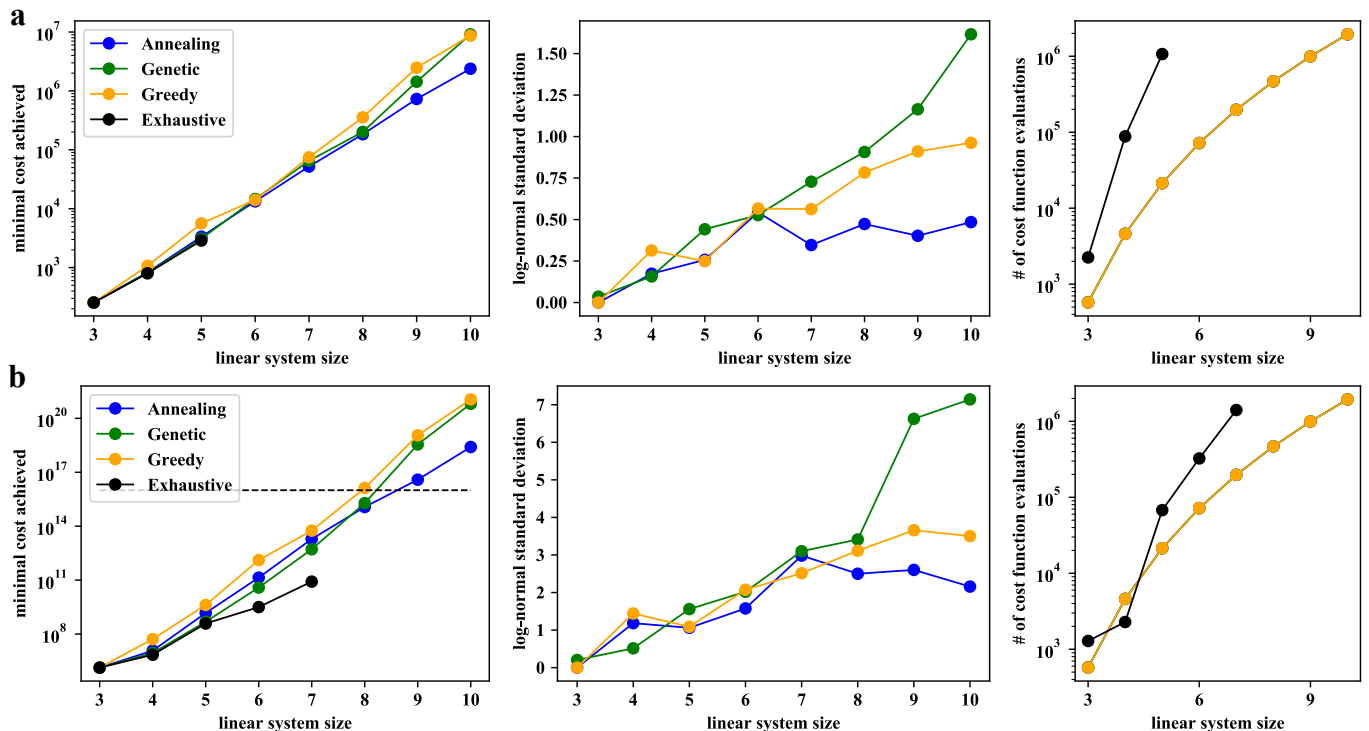 a
minimal cost achieved
10^7
10^6
10^5
10^4
10^3
Annealing
Genetic
Greedy
Exhaustive
3 4 5 6 7 8 9 10
linear system size
log-normal standard deviation
1.50
1.25
1.00
0.75
0.50
0.25
0.00
3 4 5 6 7 8 9 10
linear system size
# of cost function evaluations
10^6
10^5
10^4
10^3
3 6 9
linear system size
b
minimal cost achieved
10^20
10^17
10^14
10^11
10^8
Annealing
Genetic
Greedy
Exhaustive
3 4 5 6 7 8 9 10
linear system size
log-normal standard deviation
7
6
5
4
3
2
1
0
3 4 5 6 7 8 9 10
linear system size
# of cost function evaluations
10^6
10^5
10^4
10^3
3 6 9
linear system size